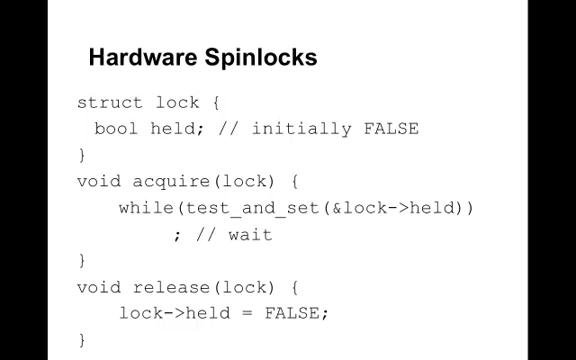 Hardware Spinlocks
struct lock {
bool held; // initially FALSE
}
void acquire(lock) {
while(test_and_set(&lock->held))
; // wait
}
void release(lock) {
lock->held = FALSE;
}